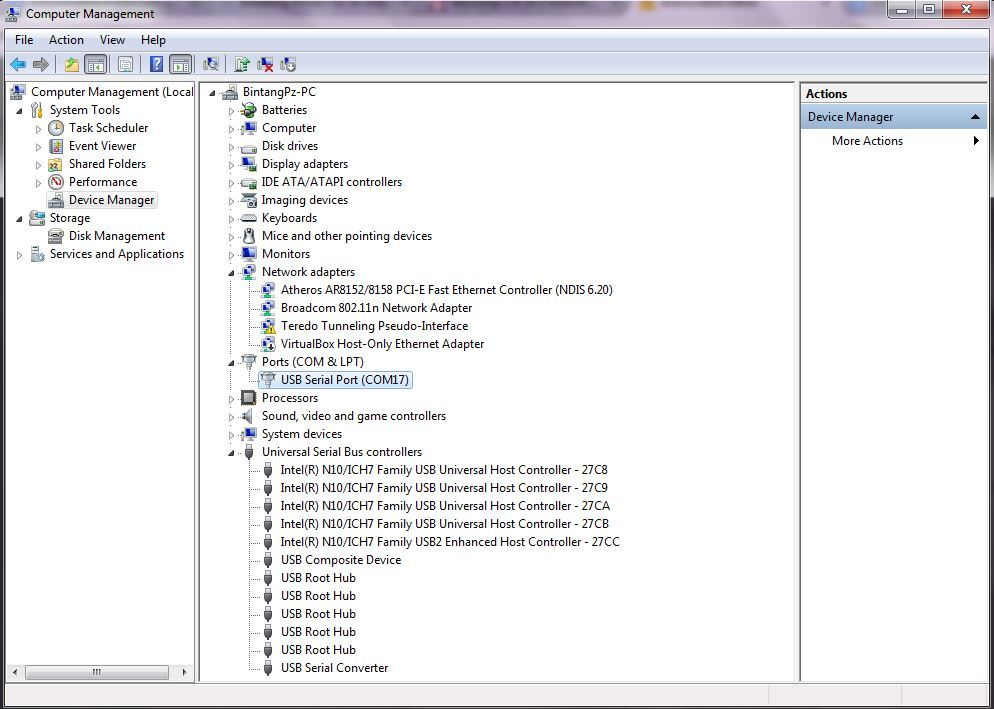 Computer Management
File Action View Help
Computer Management (Local
System Tools
Task Scheduler
Event Viewer
Shared Folders
Performance
Device Manager
Storage
Disk Management
Services and Applications
BintangPz-PC
Batteries
Computer
Disk drives
Display adapters
IDE ATA/ATAPI controllers
Imaging devices
Keyboards
Mice and other pointing devices
Monitors
Network adapters
Atheros AR8152/8158 PCI-E Fast Ethernet Controller (NDIS 6.20)
Broadcom 802.11n Network Adapter
Teredo Tunneling Pseudo-Interface
VirtualBox Host-Only Ethernet Adapter
Ports (COM & LPT)
USB Serial Port (COM17)
Processors
Sound, video and game controllers
System devices
Universal Serial Bus controllers
Intel(R) N10/ICH7 Family USB Universal Host Controller - 27C8
Intel(R) N10/ICH7 Family USB Universal Host Controller - 27C9
Intel(R) N10/ICH7 Family USB Universal Host Controller - 27CA
Intel(R) N10/ICH7 Family USB Universal Host Controller - 27CB
Intel(R) N10/ICH7 Family USB2 Enhanced Host Controller - 27CC
USB Composite Device
USB Root Hub
USB Root Hub
USB Root Hub
USB Root Hub
USB Root Hub
USB Serial Converter
Actions
Device Manager
More Actions